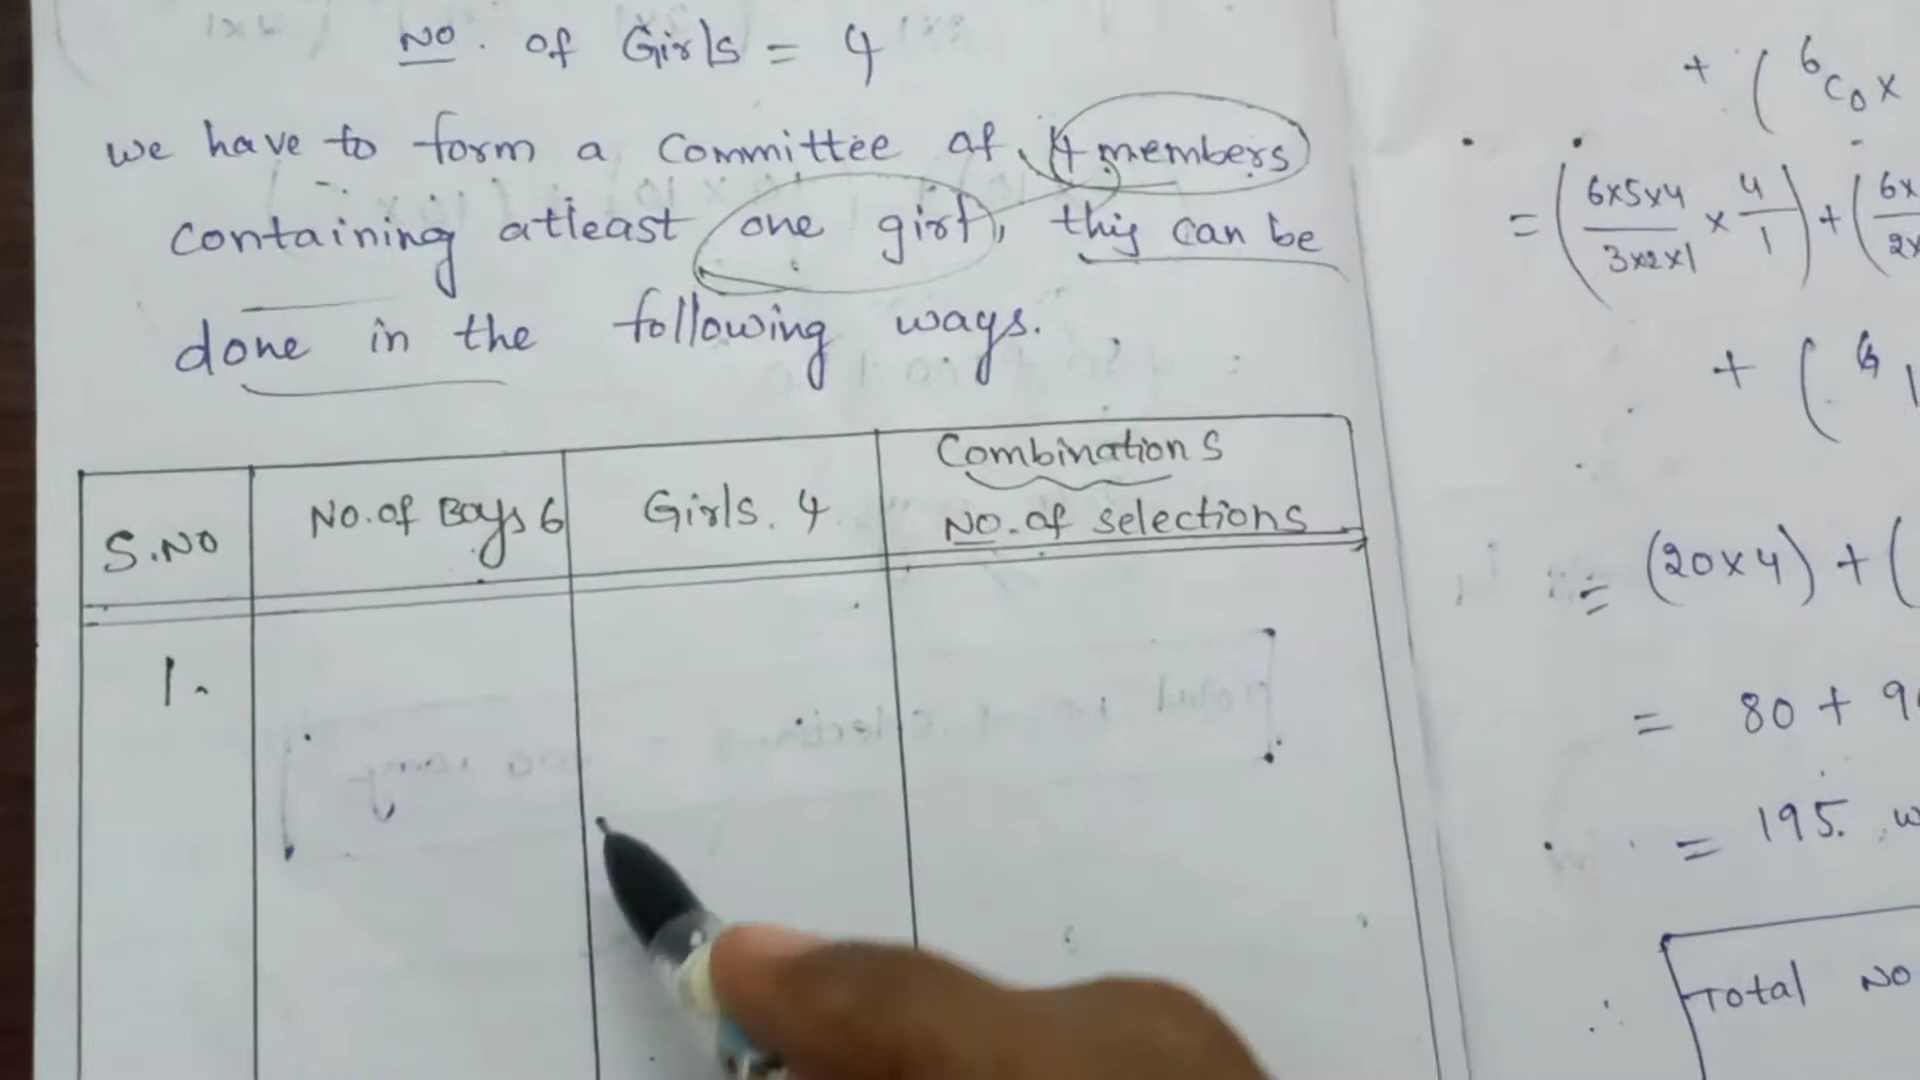 No. of Girls = 4
we have to form a Committee of 4 members
containing atleast one girl, this can be
done in the following ways.
S.NO
No. of Boys 6
Girls. 4
Combinations
No. of selections
1.
+ ( ⁶C₀ x
= ( 6x5x4 / 3x2x1 x 4/1 ) + ( 6x / 2x
+ (
= (20x4) + (
= 80 + 9
= 195. w
∴ Total No